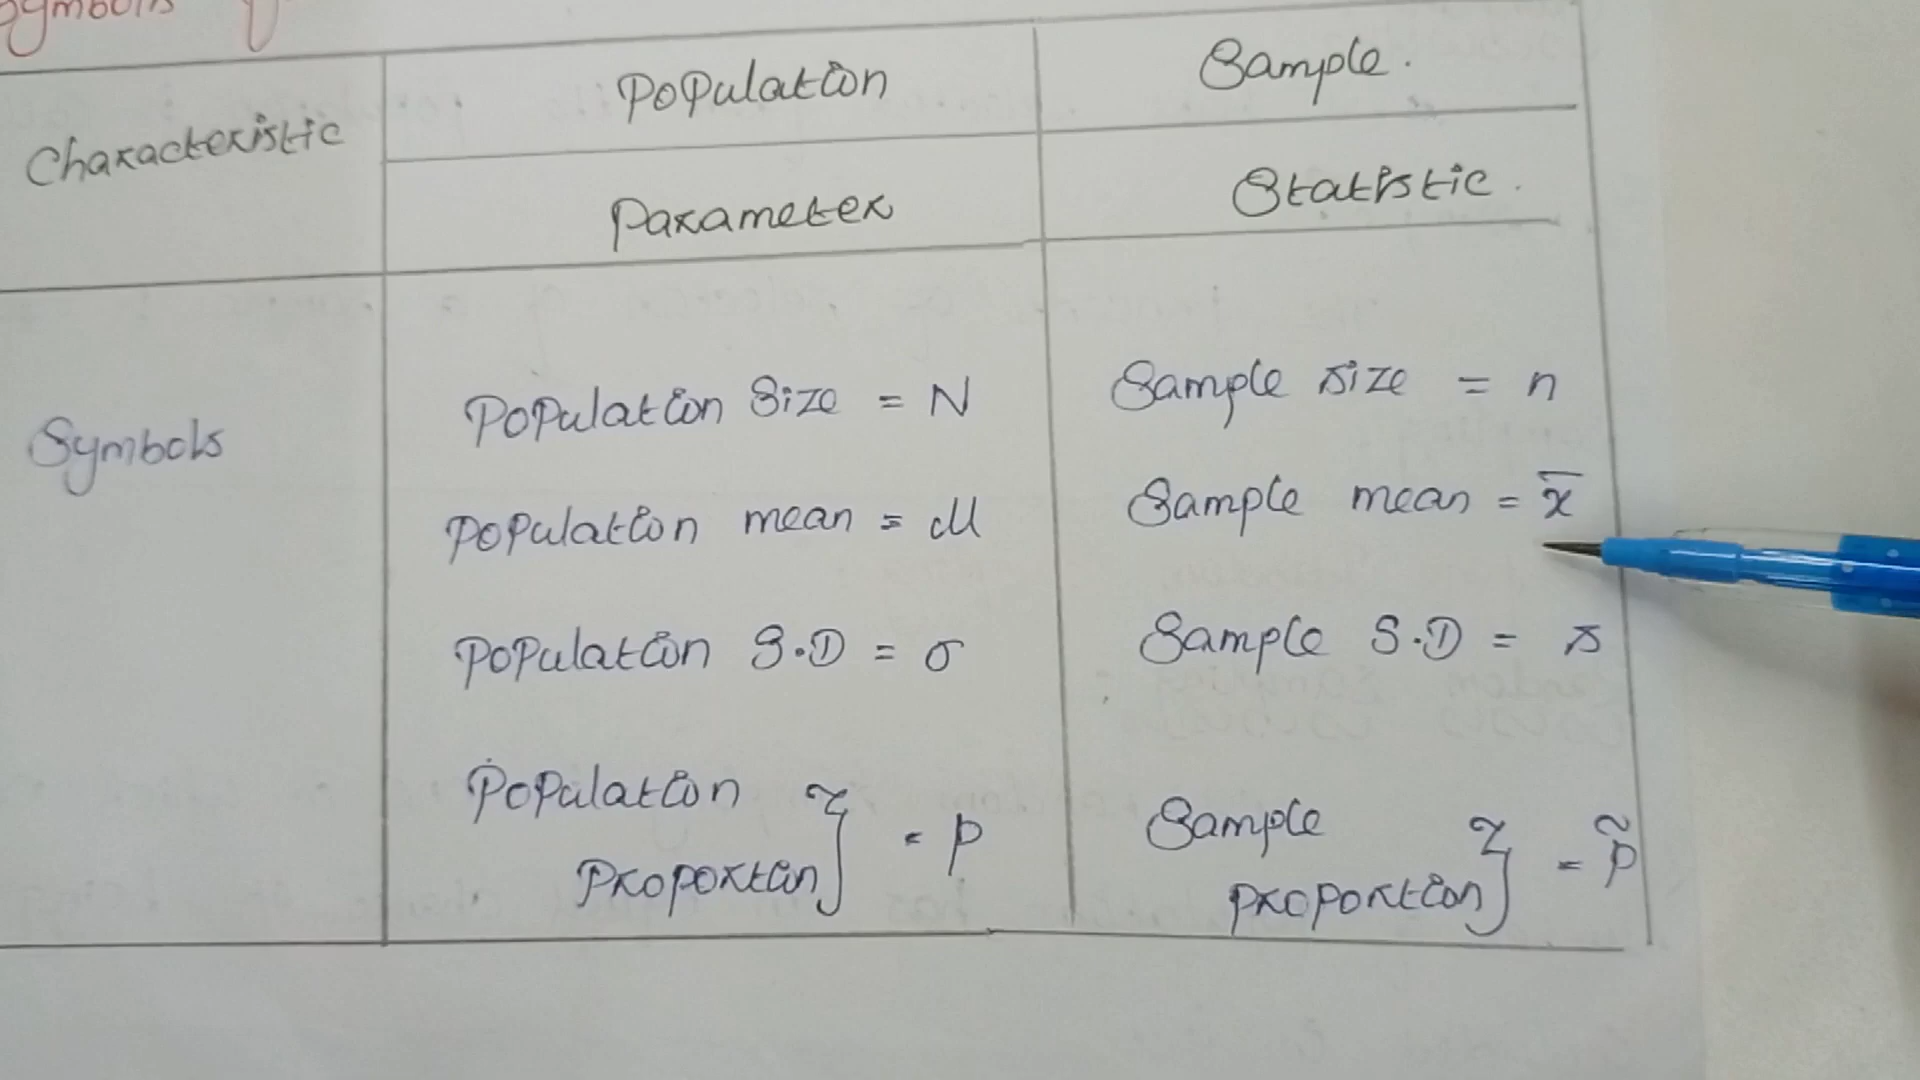 Symbols
Characteristic
Population
Sample.
Parameter
Statistic.
Symbols
Population Size = N
Sample size = n
Population mean = μ
Sample mean = x̄
Population S.D = σ
Sample S.D = s
Population
Proportion } = p
Sample
proportion } = p̃